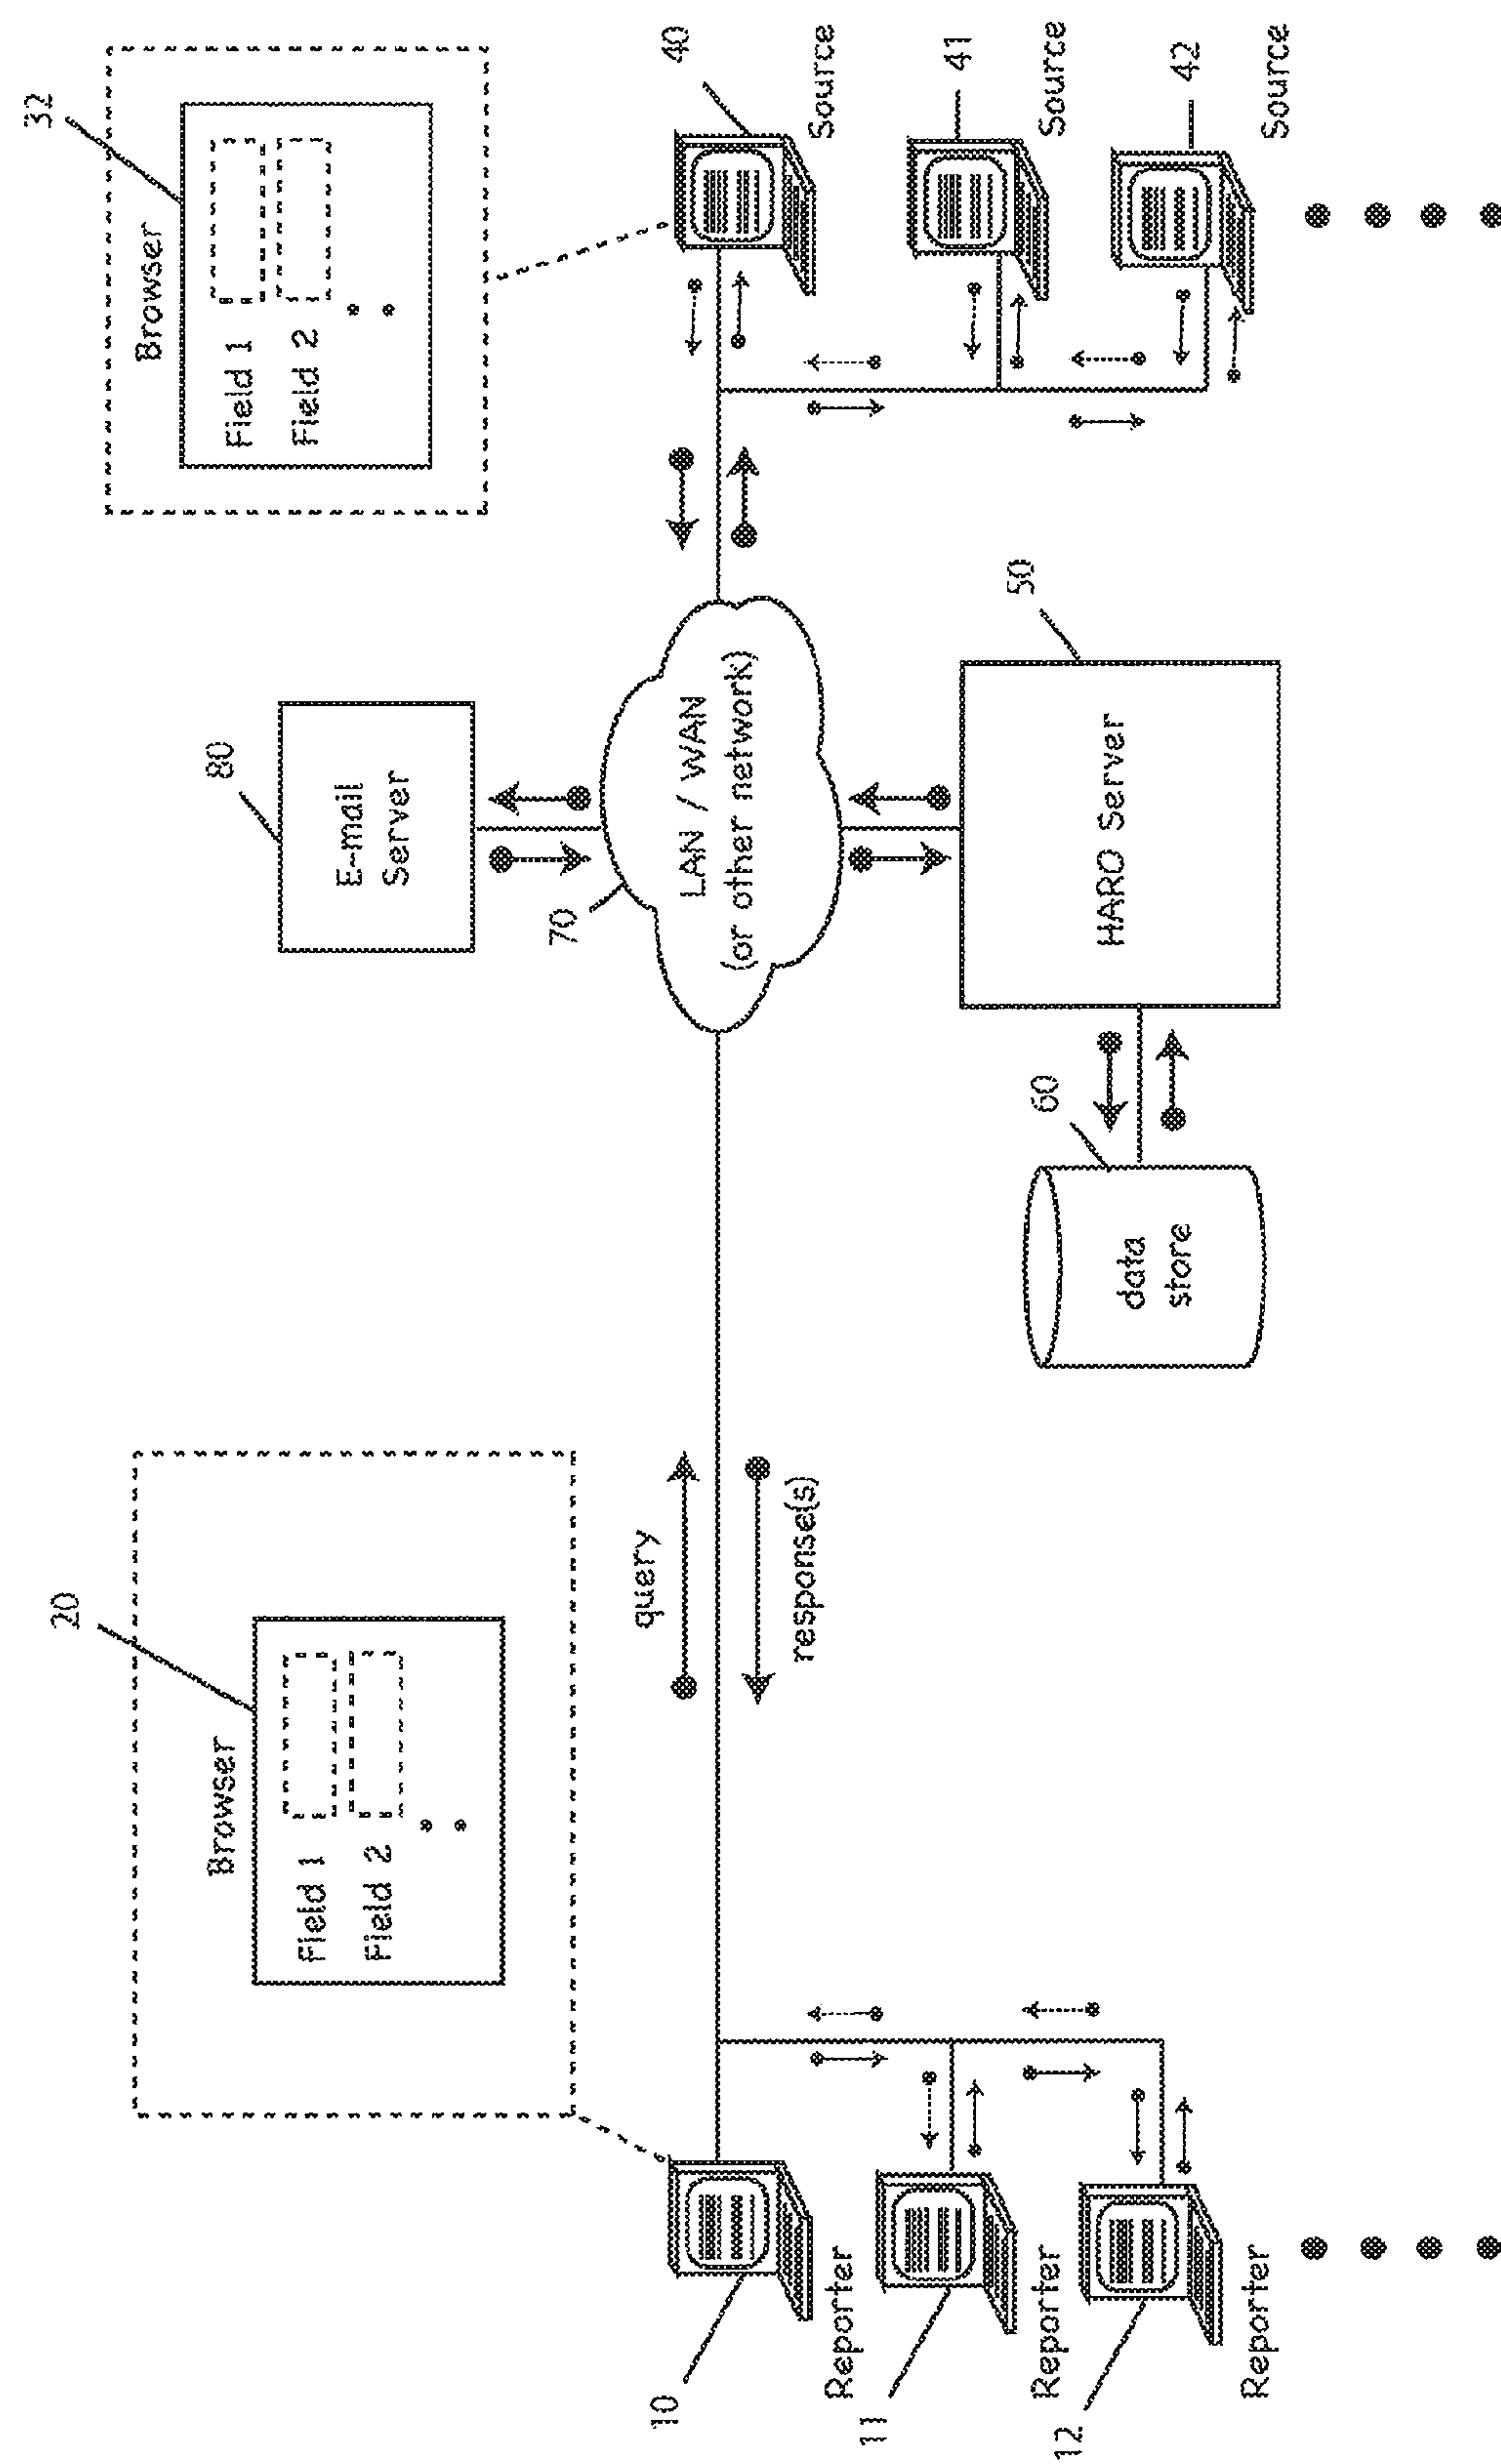 20
Browser
Field 1
Field 2
32
Browser
Field 1
Field 2
80
E-mail
Server
70
LAN / WAN
(or other network)
query
response(s)
10
Reporter
11
Reporter
12
Reporter
40
Source
41
Source
42
Source
60
data
store
50
HARO Server